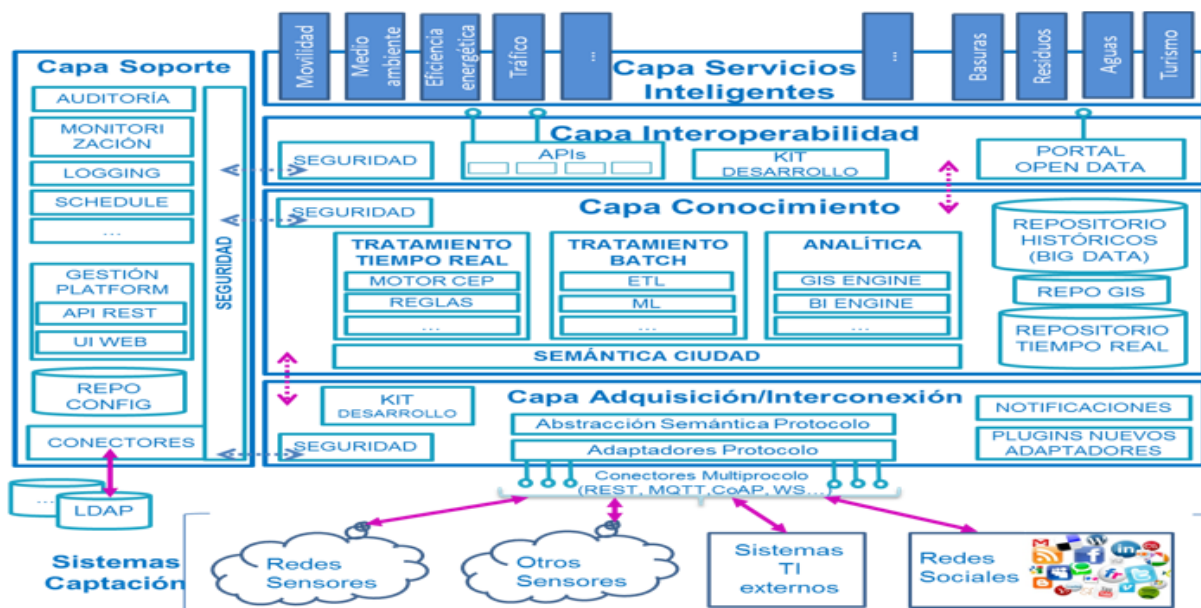 Movilidad
Medio
ambiente
Eficiencia
energética
Tráfico
...
...
Basuras
Residuos
Aguas
Turismo
Capa Servicios
Inteligentes
Capa Soporte
AUDITORÍA
MONITORI
ZACIÓN
LOGGING
SCHEDULE
...
GESTIÓN
PLATFORM
API REST
UI WEB
REPO
CONFIG
CONECTORES
SEGURIDAD
...
LDAP
Capa Interoperabilidad
SEGURIDAD
APIs
KIT
DESARROLLO
PORTAL
OPEN DATA
SEGURIDAD
Capa Conocimiento
TRATAMIENTO
TIEMPO REAL
MOTOR CEP
REGLAS
...
TRATAMIENTO
BATCH
ETL
ML
...
ANALÍTICA
GIS ENGINE
BI ENGINE
...
REPOSITORIO
HISTÓRICOS
(BIG DATA)
REPO GIS
REPOSITORIO
TIEMPO REAL
SEMÁNTICA CIUDAD
KIT
DESARROLLO
Capa Adquisición/Interconexión
SEGURIDAD
Abstracción Semántica Protocolo
Adaptadores Protocolo
NOTIFICACIONES
PLUGINS NUEVOS
ADAPTADORES
Conectores Multiprocolo
(REST, MQTT,CoAP, WS...)
Sistemas
Captación
Redes
Sensores
Otros
Sensores
Sistemas
TI
externos
Redes
Sociales